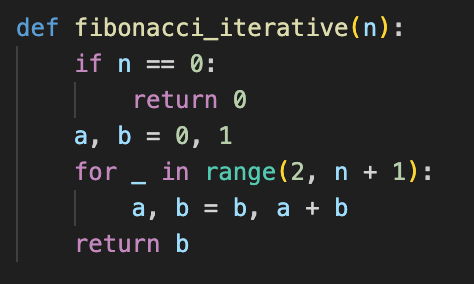 def fibonacci_iterative(n):
    if n == 0:
        return 0
    a, b = 0, 1
    for _ in range(2, n + 1):
        a, b = b, a + b
    return b